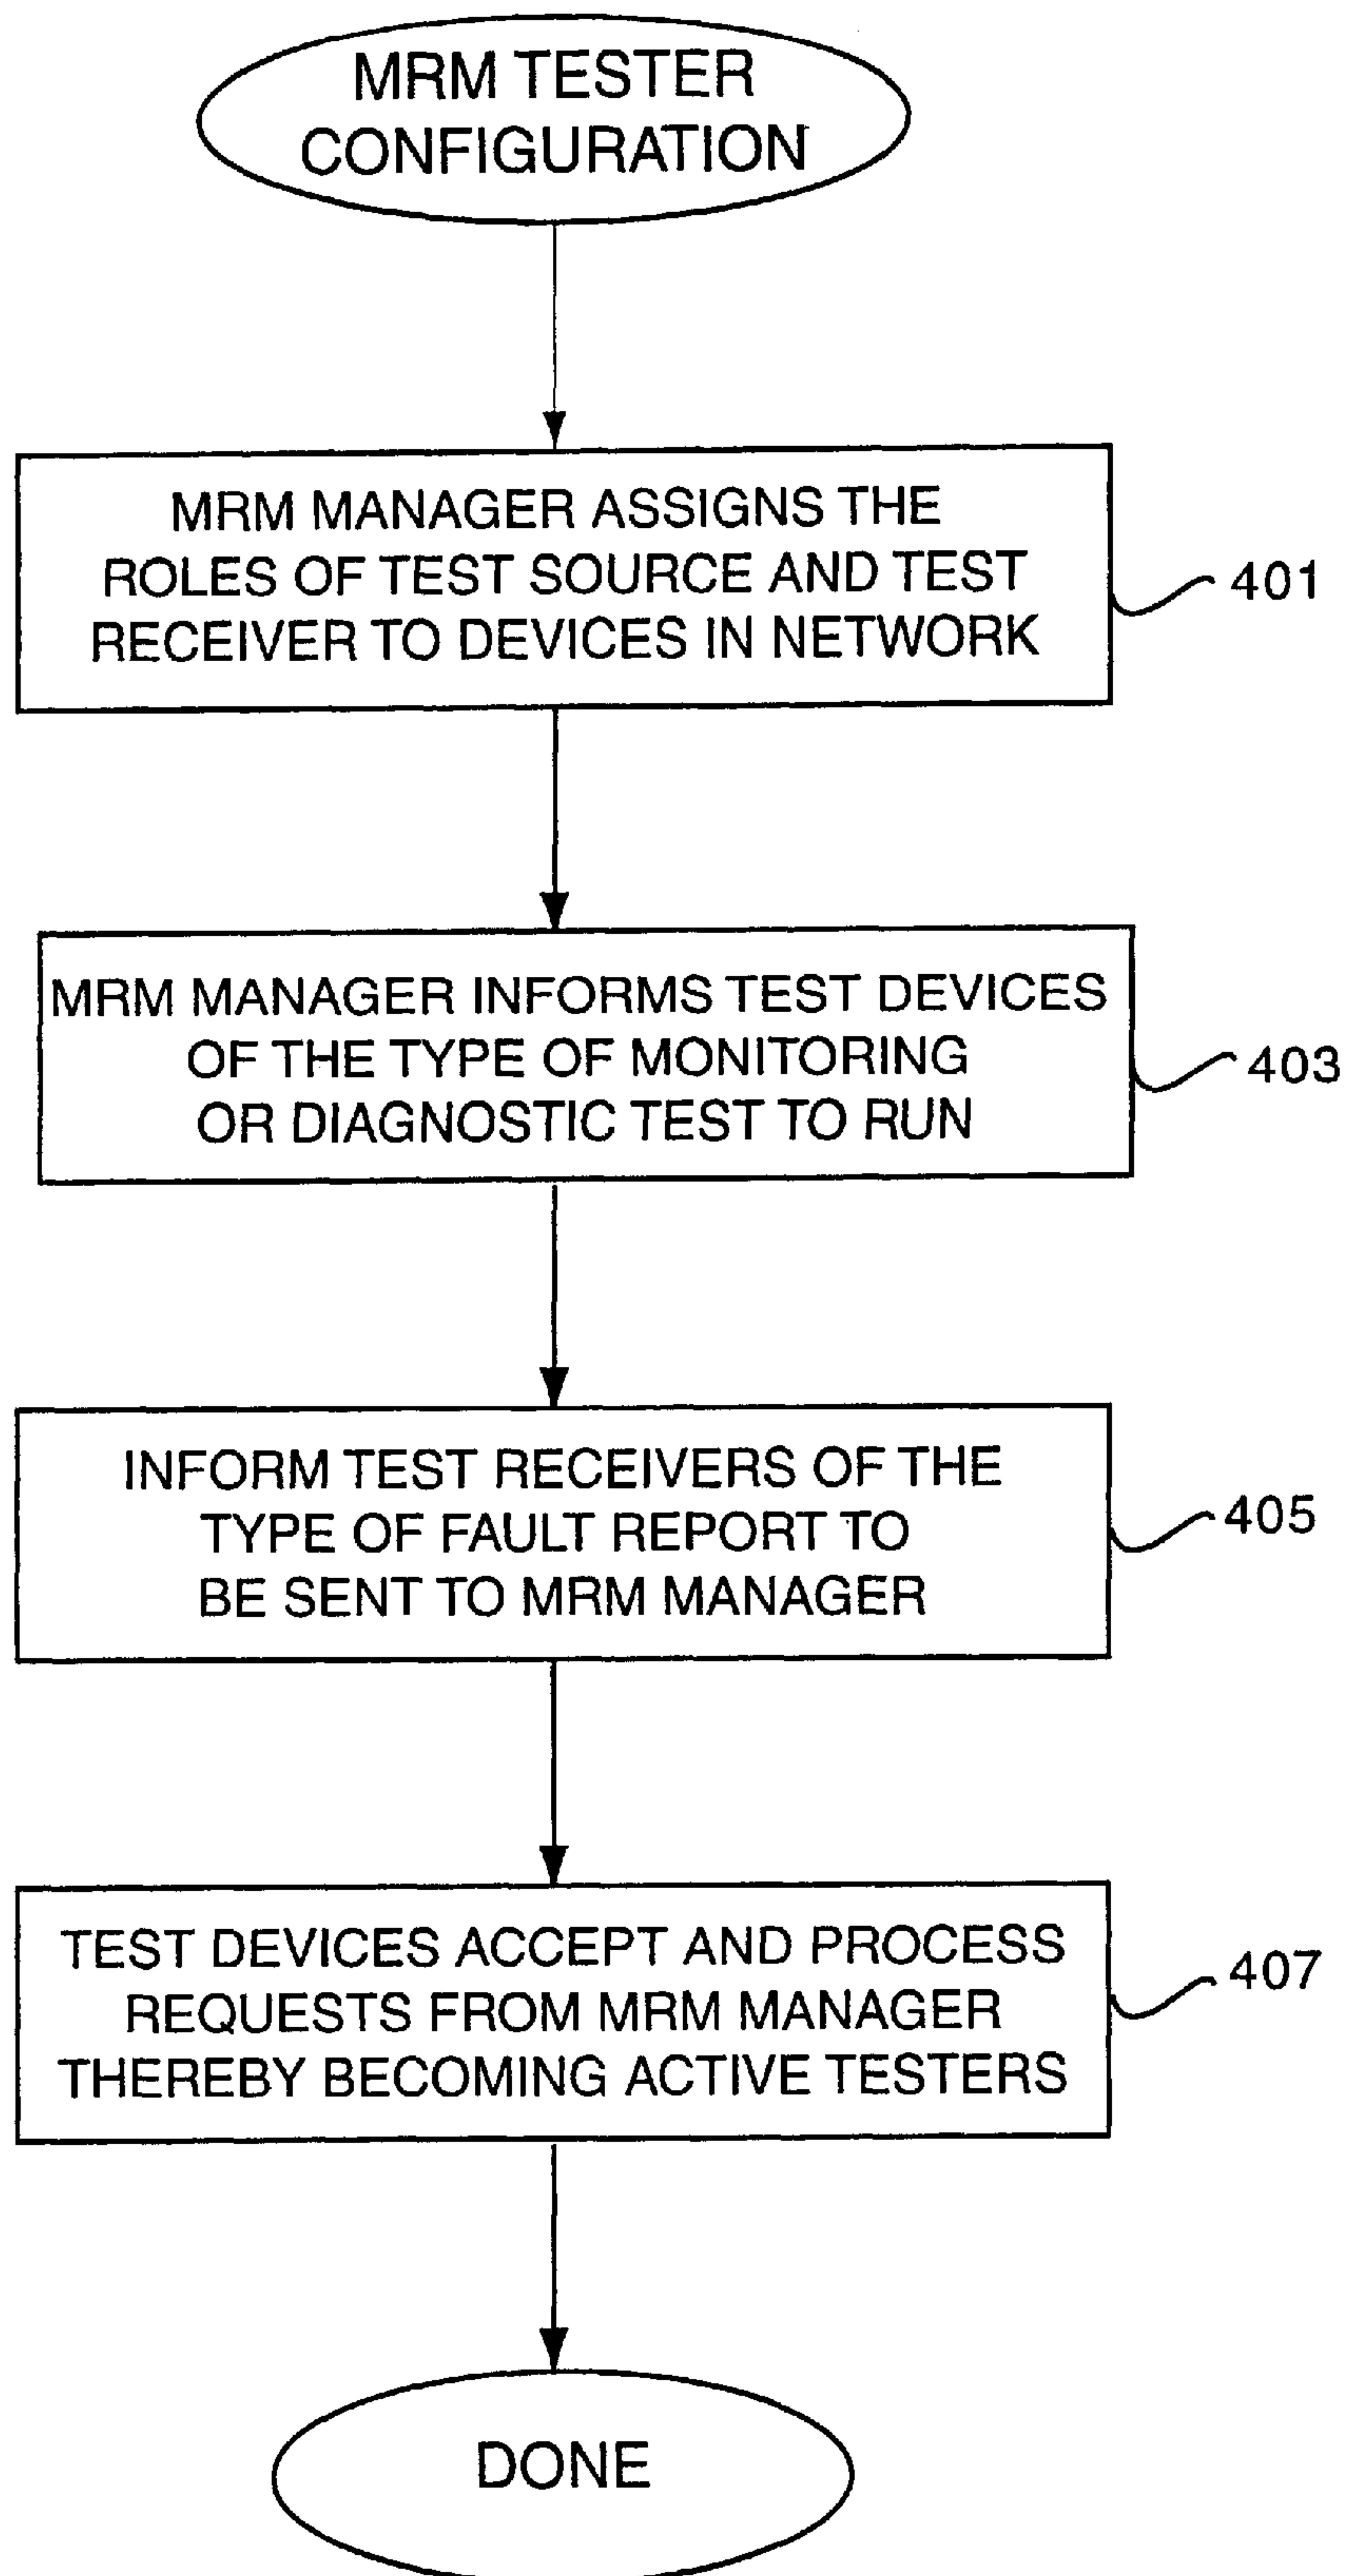 MRM TESTER
CONFIGURATION
MRM MANAGER ASSIGNS THE
ROLES OF TEST SOURCE AND TEST
RECEIVER TO DEVICES IN NETWORK
401
MRM MANAGER INFORMS TEST DEVICES
OF THE TYPE OF MONITORING
OR DIAGNOSTIC TEST TO RUN
403
INFORM TEST RECEIVERS OF THE
TYPE OF FAULT REPORT TO
BE SENT TO MRM MANAGER
405
TEST DEVICES ACCEPT AND PROCESS
REQUESTS FROM MRM MANAGER
THEREBY BECOMING ACTIVE TESTERS
407
DONE